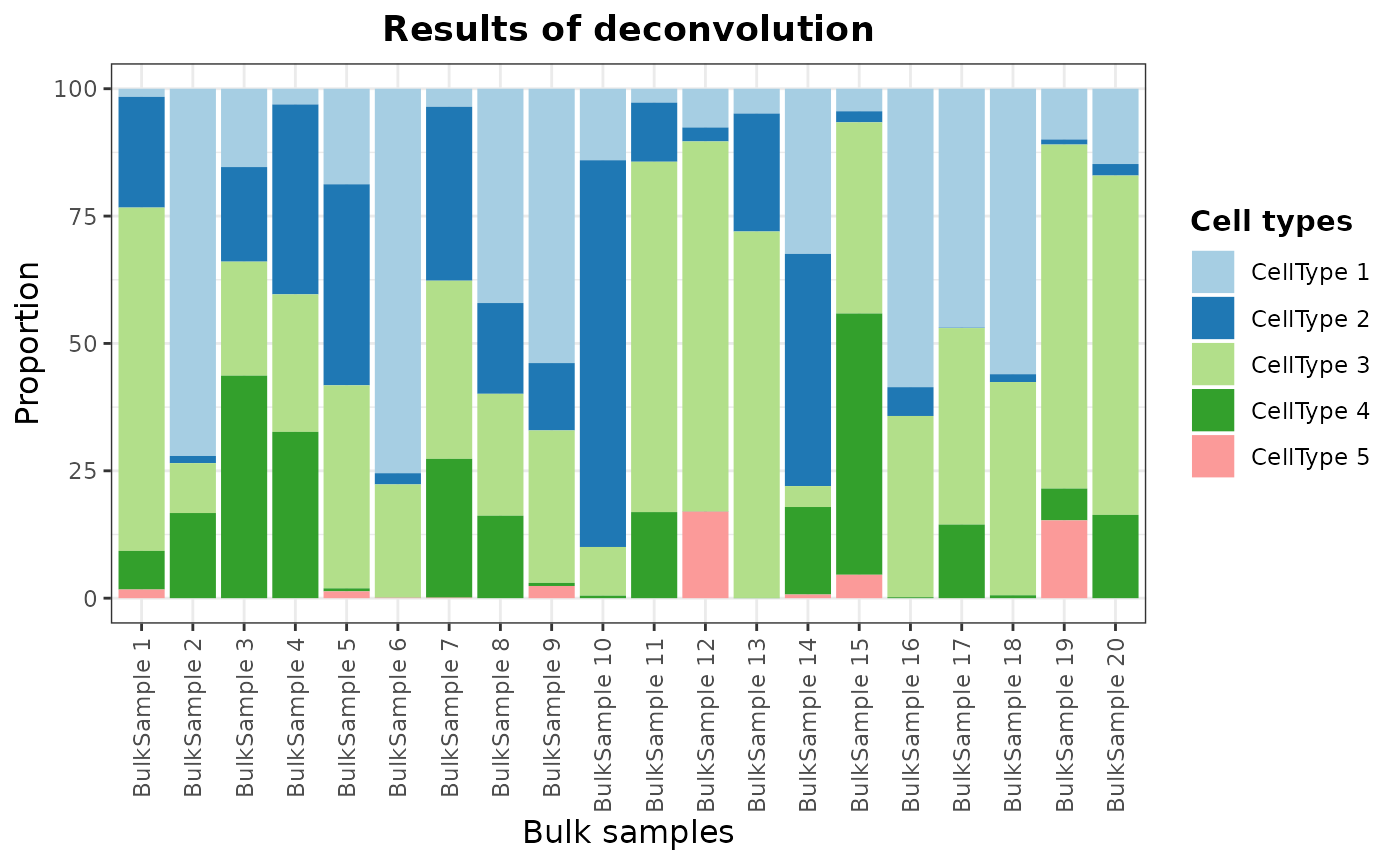 Results of deconvolution
Proportion
100
75
50
25
0
BulkSample 1
BulkSample 2
BulkSample 3
BulkSample 4
BulkSample 5
BulkSample 6
BulkSample 7
BulkSample 8
BulkSample 9
BulkSample 10
BulkSample 11
BulkSample 12
BulkSample 13
BulkSample 14
BulkSample 15
BulkSample 16
BulkSample 17
BulkSample 18
BulkSample 19
BulkSample 20
Bulk samples
Cell types
CellType 1
CellType 2
CellType 3
CellType 4
CellType 5